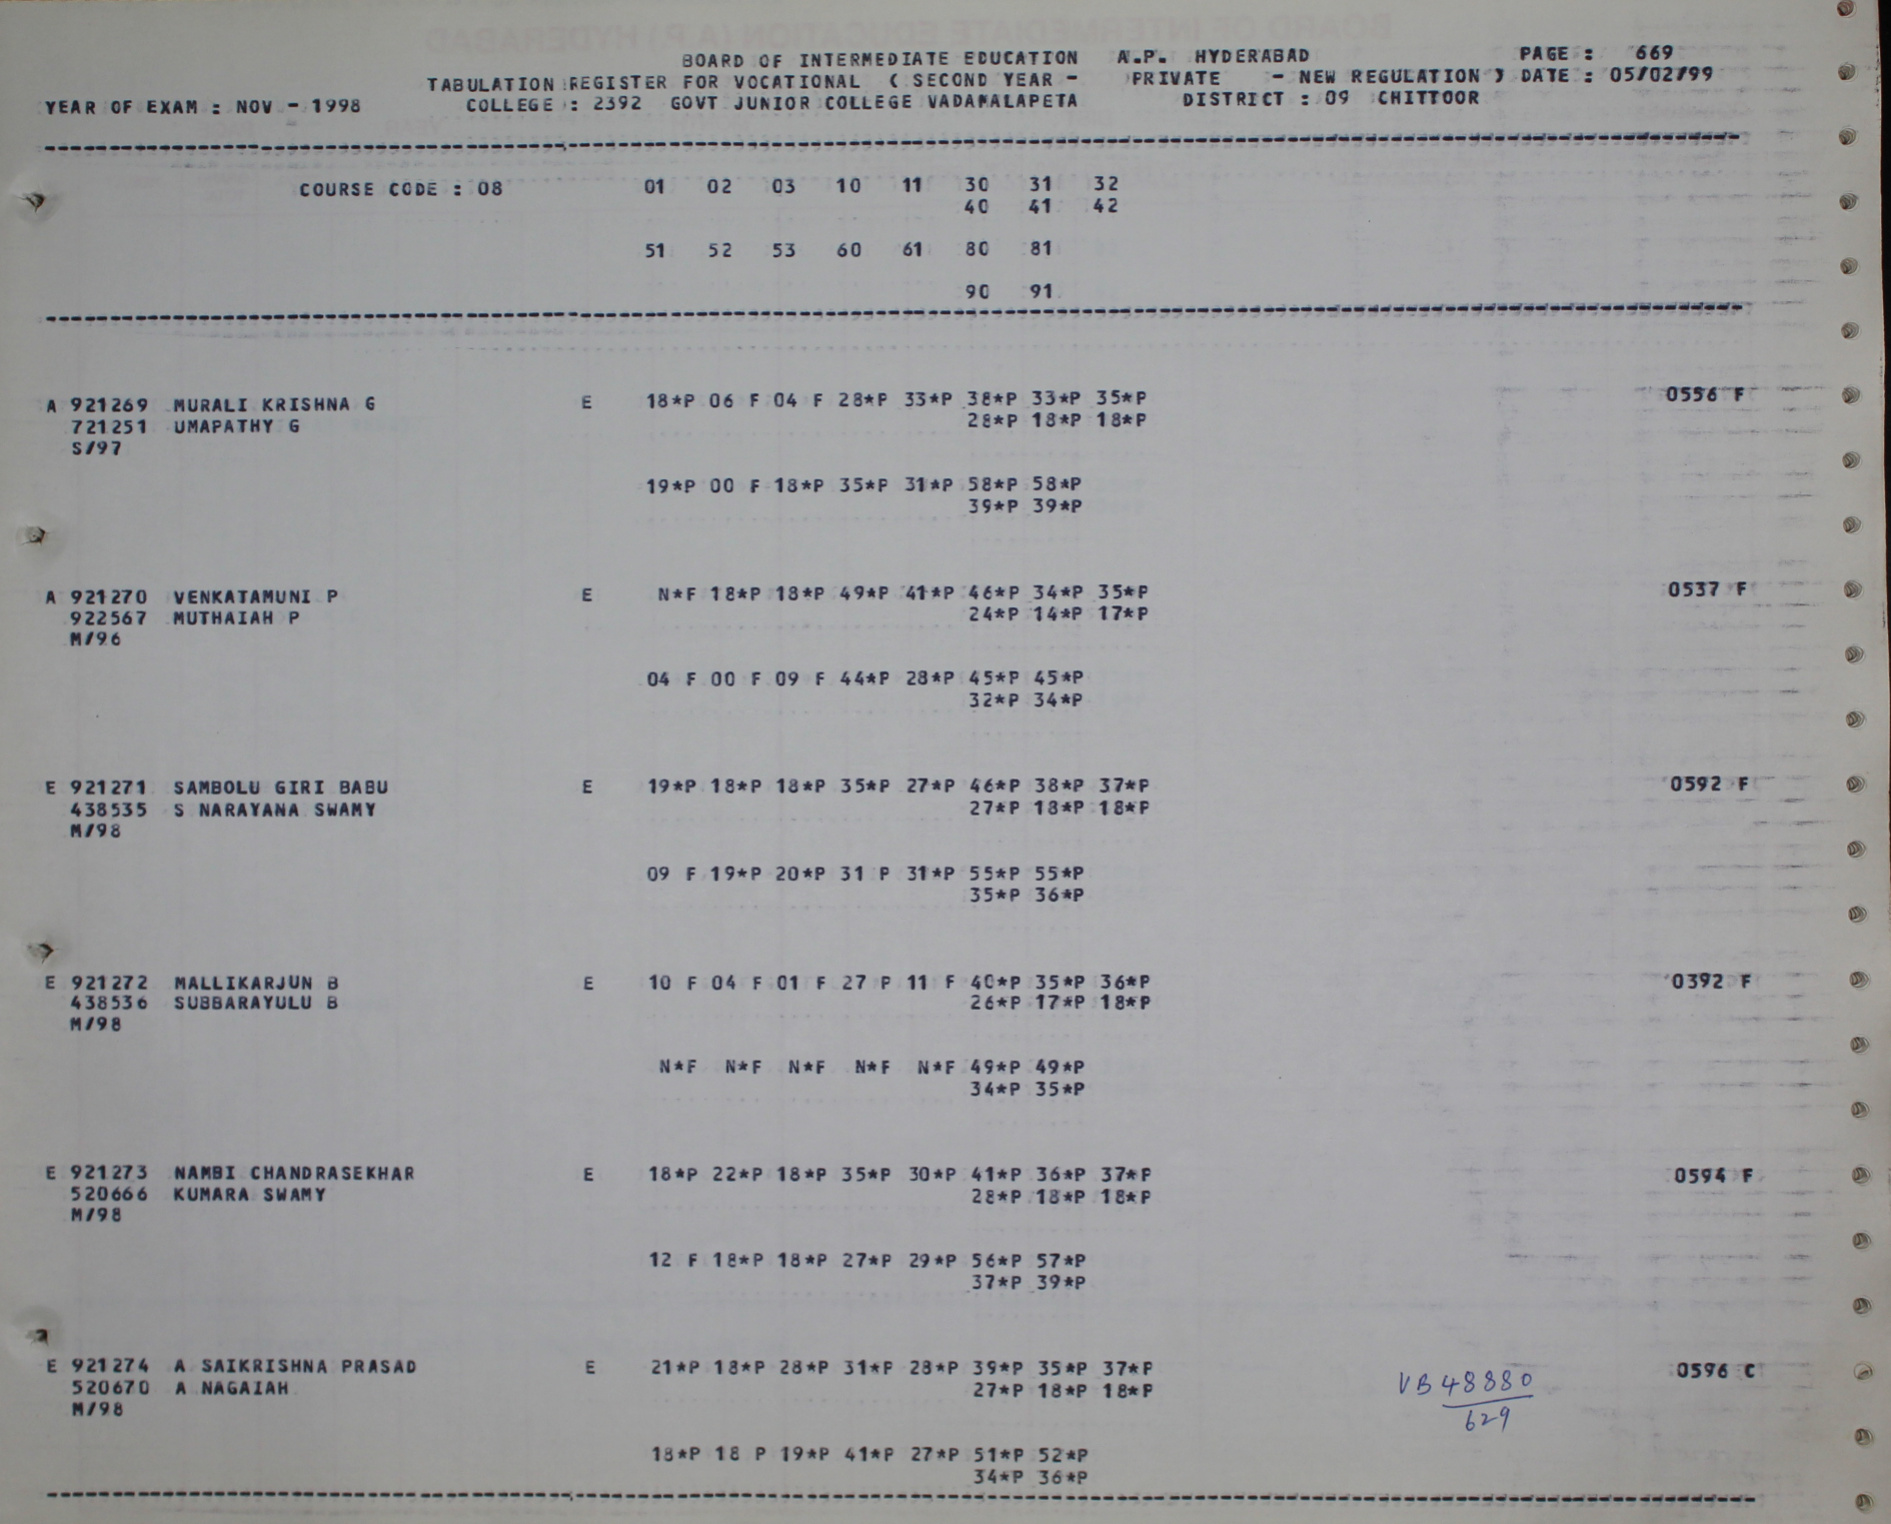 BOARD OF INTERMEDIATE EDUCATION A.P. HYDERABAD PAGE : 669
TABULATION REGISTER FOR VOCATIONAL ( SECOND YEAR - PRIVATE - NEW REGULATION ) DATE : 05/02/99
YEAR OF EXAM : NOV - 1998 COLLEGE : 2392 GOVT JUNIOR COLLEGE VADAMALAPETA DISTRICT : 09 CHITTOOR
COURSE CODE : 08 01 02 03 10 11 30 31 32
40 41 42
51 52 53 60 61 80 81
90 91
A 921269 MURALI KRISHNA G E 18*P 06 F 04 F 28*P 33*P 38*P 33*P 35*P 0556 F
721251 UMAPATHY G 28*P 18*P 18*P
S/97
19*P 00 F 18*P 35*P 31*P 58*P 58*P
39*P 39*P
A 921270 VENKATAMUNI P E N*F 18*P 18*P 49*P 41*P 46*P 34*P 35*P 0537 F
922567 MUTHAIAH P 24*P 14*P 17*P
M/96
04 F 00 F 09 F 44*P 28*P 45*P 45*P
32*P 34*P
E 921271 SAMBOLU GIRI BABU E 19*P 18*P 18*P 35*P 27*P 46*P 38*P 37*P 0592 F
438535 S NARAYANA SWAMY 27*P 18*P 18*P
M/98
09 F 19*P 20*P 31 P 31*P 55*P 55*P
35*P 36*P
E 921272 MALLIKARJUN B E 10 F 04 F 01 F 27 P 11 F 40*P 35*P 36*P 0392 F
438536 SUBBARAYULU B 26*P 17*P 18*P
M/98
N*F N*F N*F N*F N*F 49*P 49*P
34*P 35*P
E 921273 NAMBI CHANDRASEKHAR E 18*P 22*P 18*P 35*P 30*P 41*P 36*P 37*P 0594 F
520666 KUMARA SWAMY 28*P 18*P 18*P
M/98
12 F 18*P 18*P 27*P 29*P 56*P 57*P
37*P 39*P
E 921274 A SAIKRISHNA PRASAD E 21*P 18*P 28*P 31*P 28*P 39*P 35*P 37*P 0596 C
520670 A NAGAIAH 27*P 18*P 18*P VB 48880
M/98 629
18*P 18 P 19*P 41*P 27*P 51*P 52*P
34*P 36*P